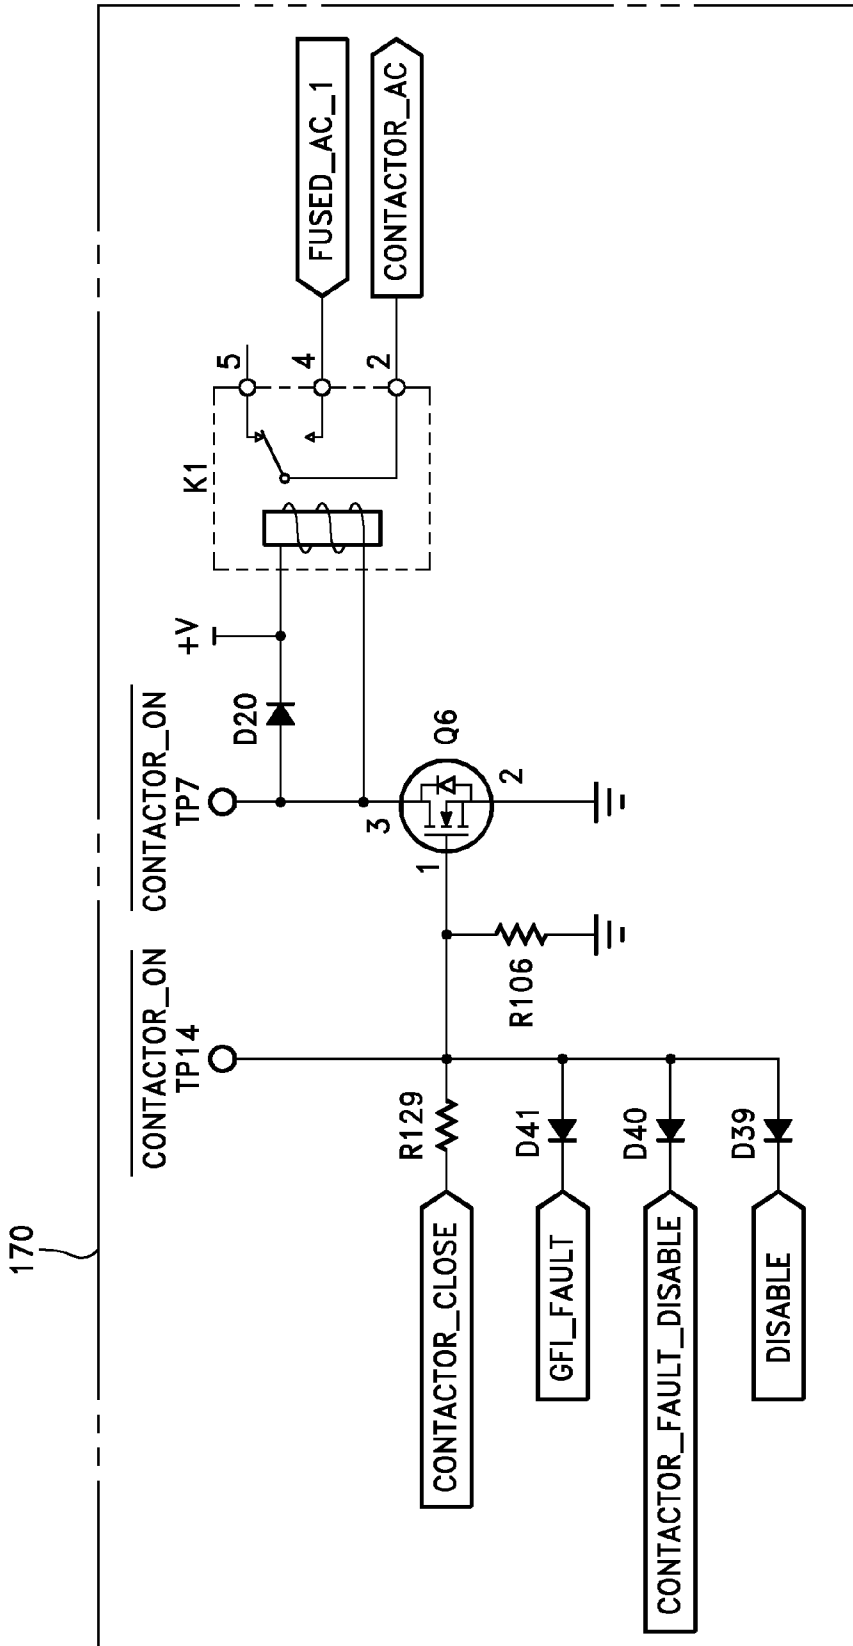 170
CONTACTOR_ON
TP14
CONTACTOR_ON
TP7
+V
K1
5
4
2
FUSED_AC_1
CONTACTOR_AC
D20
Q6
3
1
2
R106
R129
D41
D40
D39
CONTACTOR_CLOSE
GFI_FAULT
CONTACTOR_FAULT_DISABLE
DISABLE